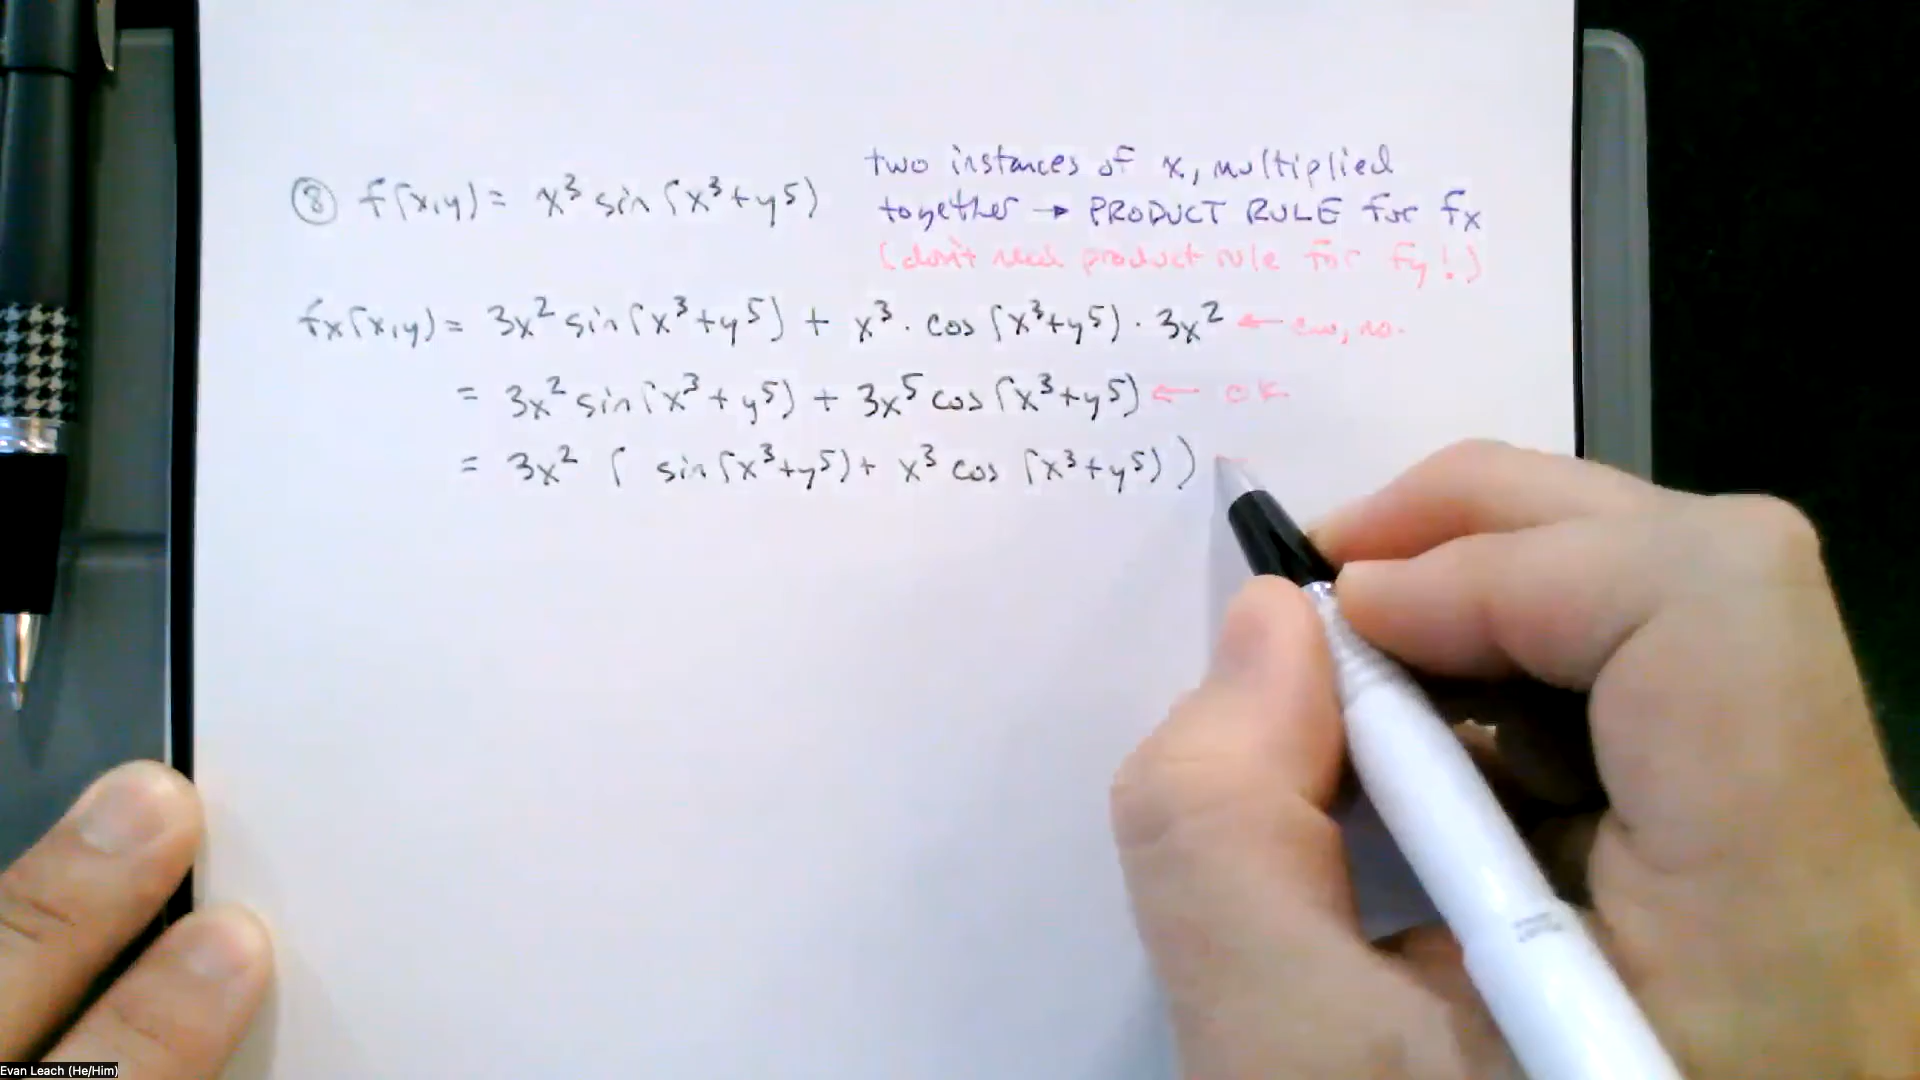 ⑧ f(x,y) = x³ sin(x³+y⁵)
two instances of x, multiplied
together → PRODUCT RULE for fx
(don't need product rule for fy!)
fx(x,y) = 3x² sin(x³+y⁵) + x³ · cos(x³+y⁵) · 3x² ← ew, no.
= 3x² sin(x³+y⁵) + 3x⁵ cos(x³+y⁵) ← OK
= 3x² ( sin(x³+y⁵) + x³ cos(x³+y⁵) )
Evan Leach (He/Him)